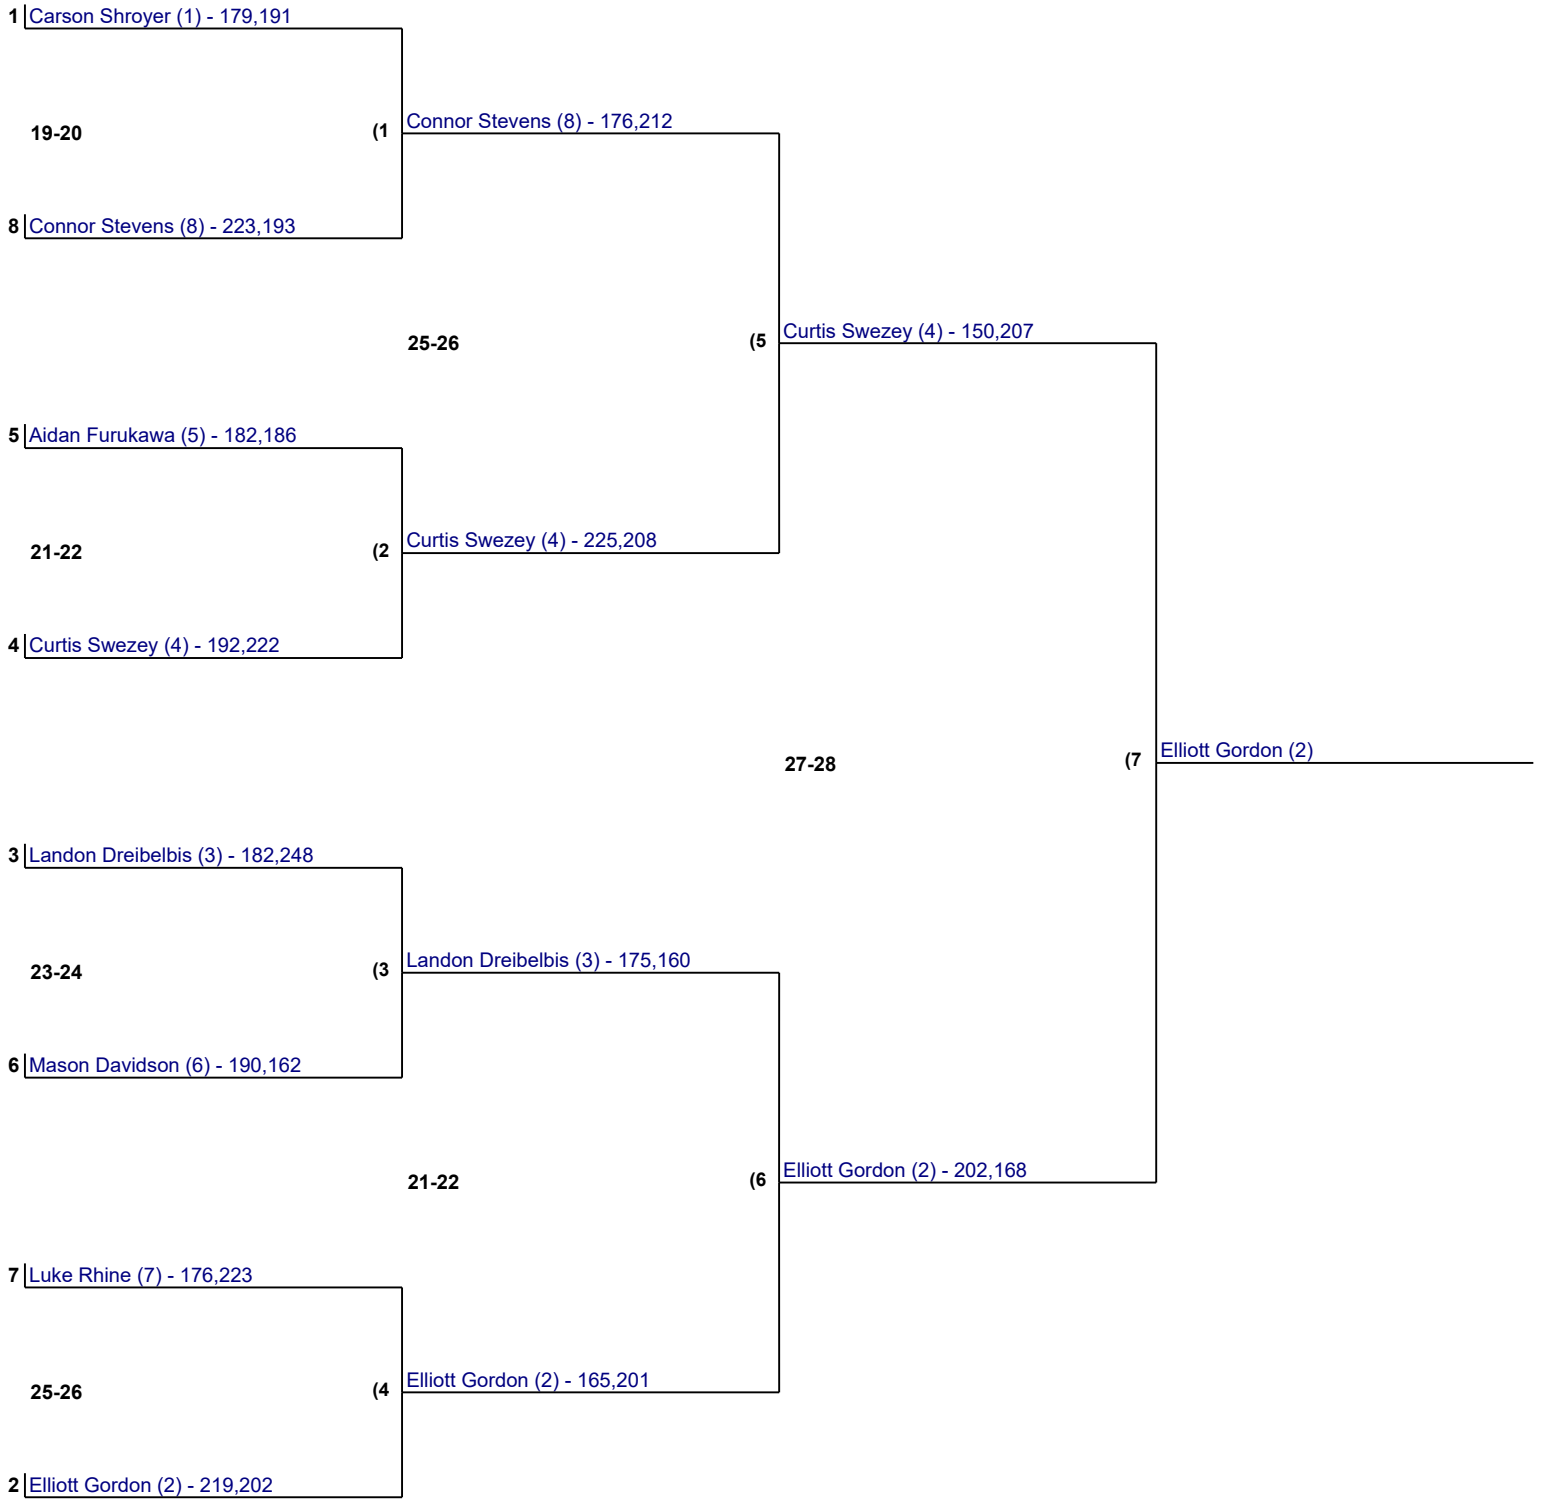 1 Carson Shroyer (1) - 179,191
19-20 (1 Connor Stevens (8) - 176,212
8 Connor Stevens (8) - 223,193
25-26 (5 Curtis Swezey (4) - 150,207
5 Aidan Furukawa (5) - 182,186
21-22 (2 Curtis Swezey (4) - 225,208
4 Curtis Swezey (4) - 192,222
27-28 (7 Elliott Gordon (2)
3 Landon Dreibelbis (3) - 182,248
23-24 (3 Landon Dreibelbis (3) - 175,160
6 Mason Davidson (6) - 190,162
21-22 (6 Elliott Gordon (2) - 202,168
7 Luke Rhine (7) - 176,223
25-26 (4 Elliott Gordon (2) - 165,201
2 Elliott Gordon (2) - 219,202